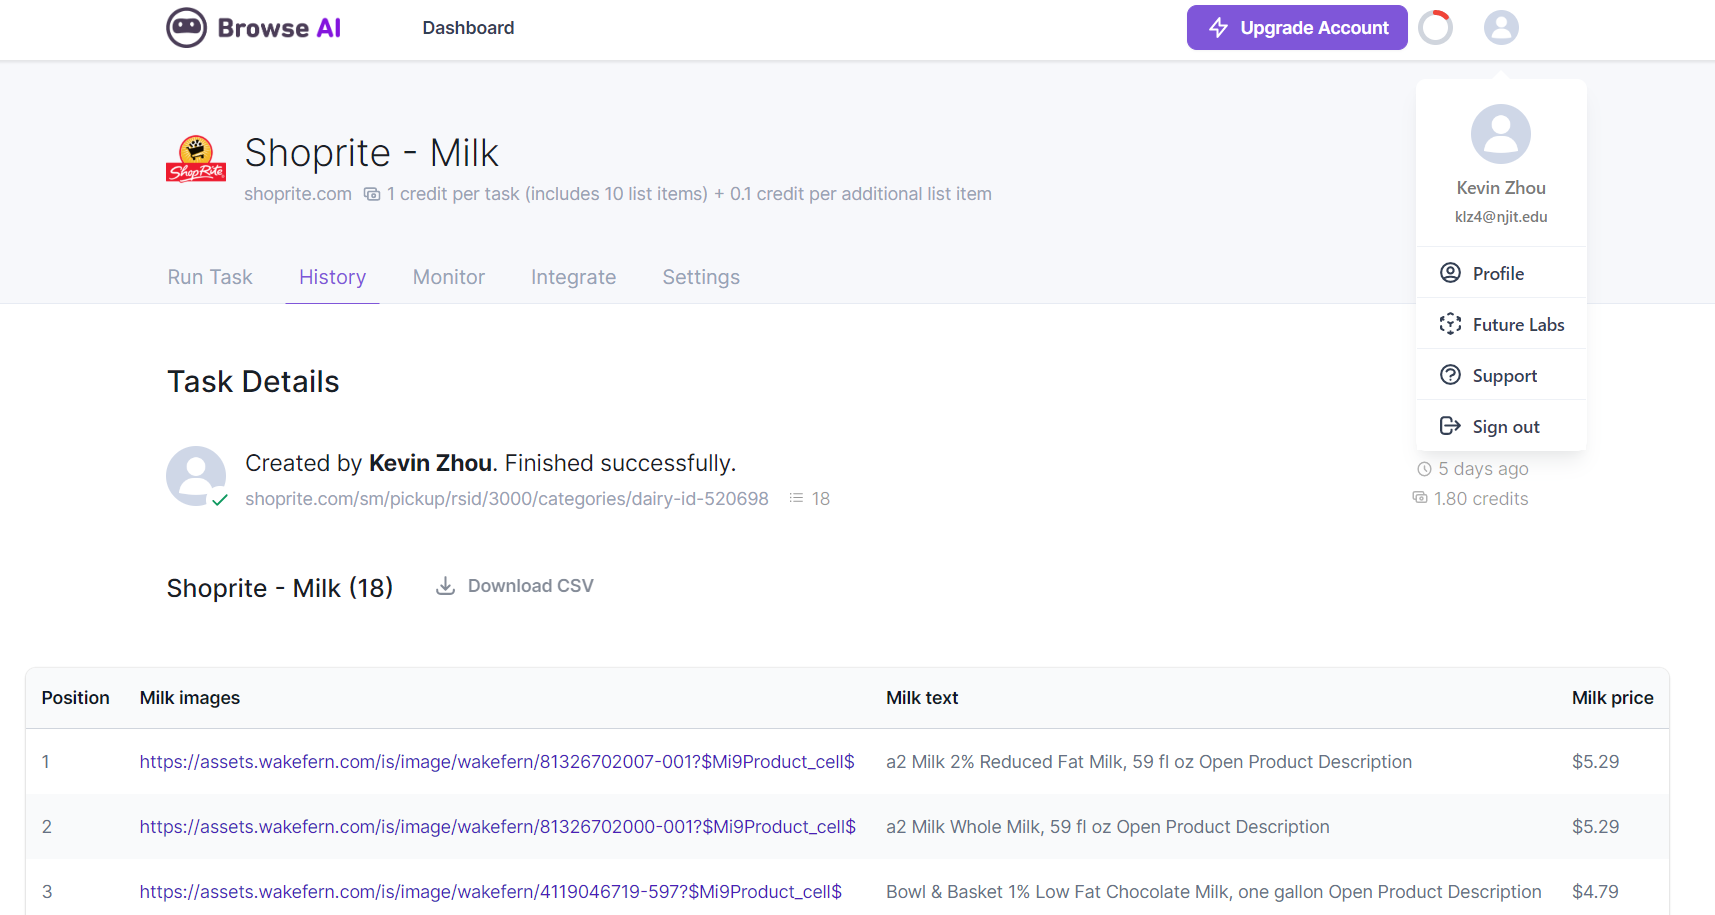 Browse AI
Dashboard
Upgrade Account
ShopRite
Shoprite - Milk
shoprite.com 1 credit per task (includes 10 list items) + 0.1 credit per additional list item
Kevin Zhou
klz4@njit.edu
Profile
Future Labs
Support
Sign out
Run Task
History
Monitor
Integrate
Settings
Task Details
Created by Kevin Zhou. Finished successfully.
shoprite.com/sm/pickup/rsid/3000/categories/dairy-id-520698 18
5 days ago
1.80 credits
Shoprite - Milk (18)
Download CSV
Position Milk images Milk text Milk price
1 https://assets.wakefern.com/is/image/wakefern/81326702007-001?$Mi9Product_cell$ a2 Milk 2% Reduced Fat Milk, 59 fl oz Open Product Description $5.29
2 https://assets.wakefern.com/is/image/wakefern/81326702000-001?$Mi9Product_cell$ a2 Milk Whole Milk, 59 fl oz Open Product Description $5.29
3 https://assets.wakefern.com/is/image/wakefern/4119046719-597?$Mi9Product_cell$ Bowl & Basket 1% Low Fat Chocolate Milk, one gallon Open Product Description $4.79